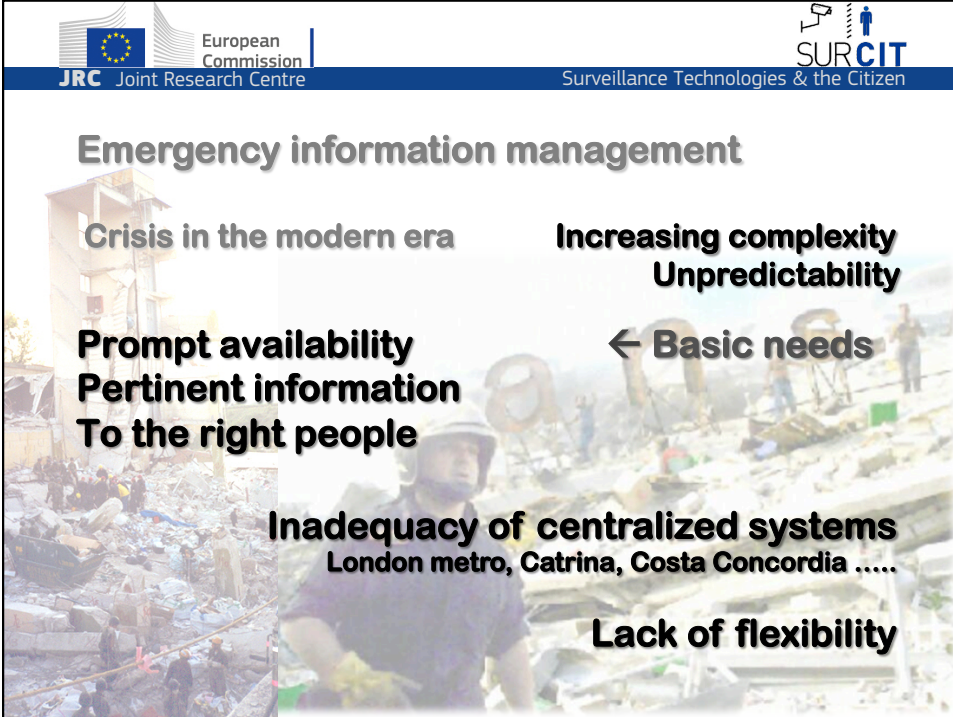 European
Commission
SURCIT
JRC Joint Research Centre
Surveillance Technologies & the Citizen
Emergency information management
Crisis in the modern era
Increasing complexity
Unpredictability
Prompt availability
← Basic needs
Pertinent information
To the right people
Inadequacy of centralized systems
London metro, Catrina, Costa Concordia …..
Lack of flexibility